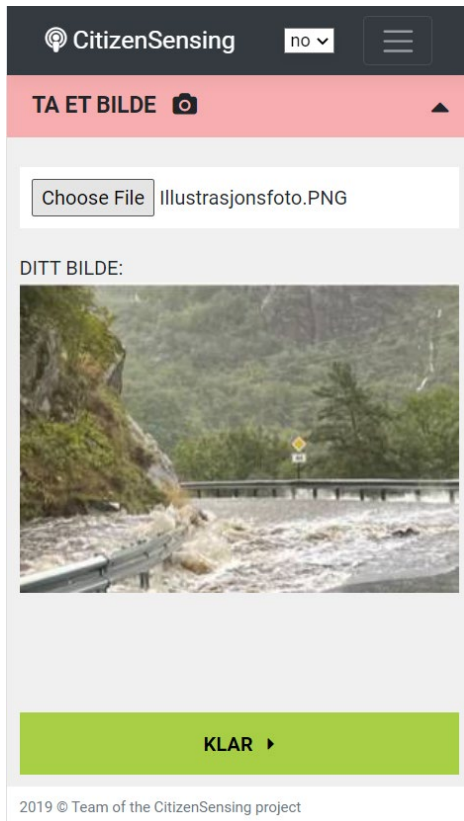 CitizenSensing
no
TA ET BILDE
Choose File Illustrasjonsfoto.PNG
DITT BILDE:
KLAR
2019 © Team of the CitizenSensing project